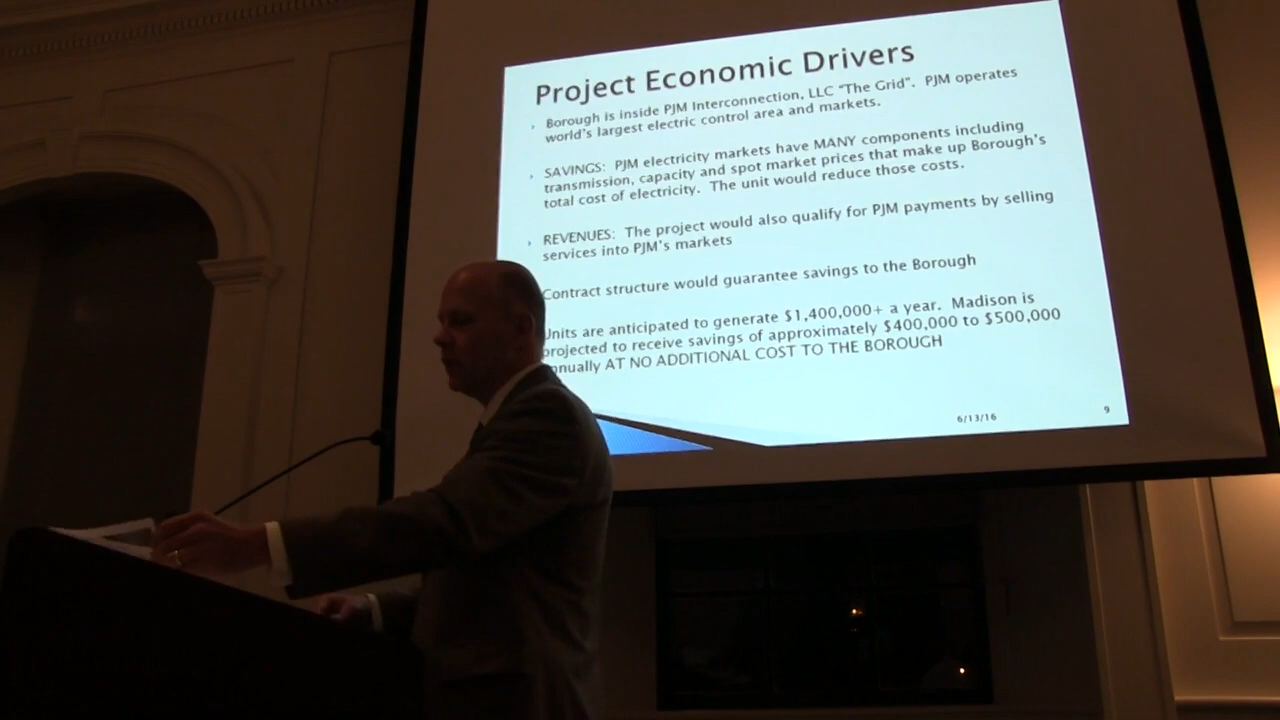 Project Economic Drivers
Borough is inside PJM Interconnection, LLC “The Grid”. PJM operates
world's largest electric control area and markets.
SAVINGS: PJM electricity markets have MANY components including
transmission, capacity and spot market prices that make up Borough's
total cost of electricity. The unit would reduce those costs.
REVENUES: The project would also qualify for PJM payments by selling
services into PJM's markets
Contract structure would guarantee savings to the Borough
Units are anticipated to generate $1,400,000+ a year. Madison is
projected to receive savings of approximately $400,000 to $500,000
annually AT NO ADDITIONAL COST TO THE BOROUGH
6/13/16
9